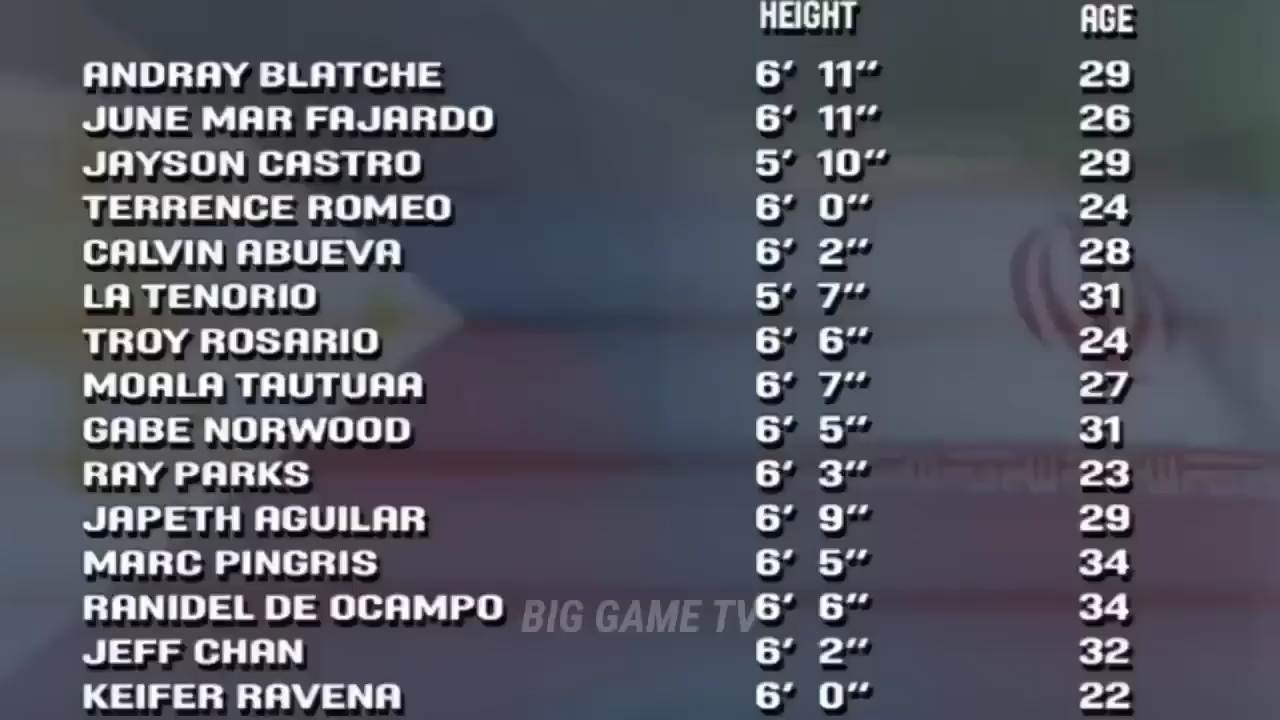 HEIGHT AGE
ANDRAY BLATCHE 6' 11" 29
JUNE MAR FAJARDO 6' 11" 26
JAYSON CASTRO 5' 10" 29
TERRENCE ROMEO 6' 0" 24
CALVIN ABUEVA 6' 2" 28
LA TENORIO 5' 7" 31
TROY ROSARIO 6' 6" 24
MOALA TAUTUAA 6' 7" 27
GABE NORWOOD 6' 5" 31
RAY PARKS 6' 3" 23
JAPETH AGUILAR 6' 9" 29
MARC PINGRIS 6' 5" 34
RANIDEL DE OCAMPO 6' 6" 34
BIG GAME TV
JEFF CHAN 6' 2" 32
KEIFER RAVENA 6' 0" 22